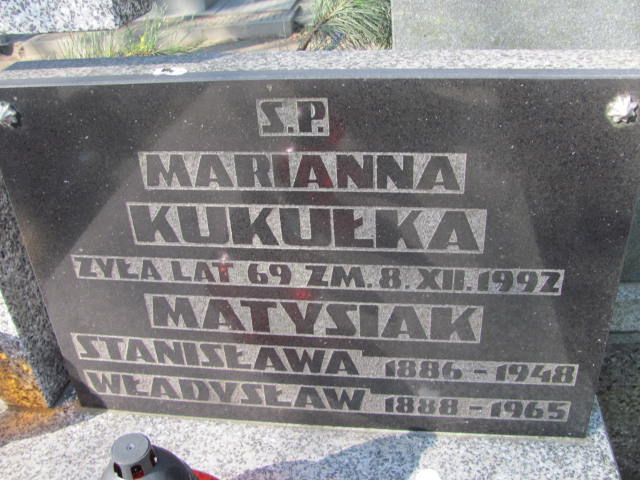 Ś.P.
MARIANNA
KUKUŁKA
ŻYŁA LAT 69 ZM. 8. XII. 1992
MATYSIAK
STANISŁAWA 1886 - 1948
WŁADYSŁAW 1888 - 1965